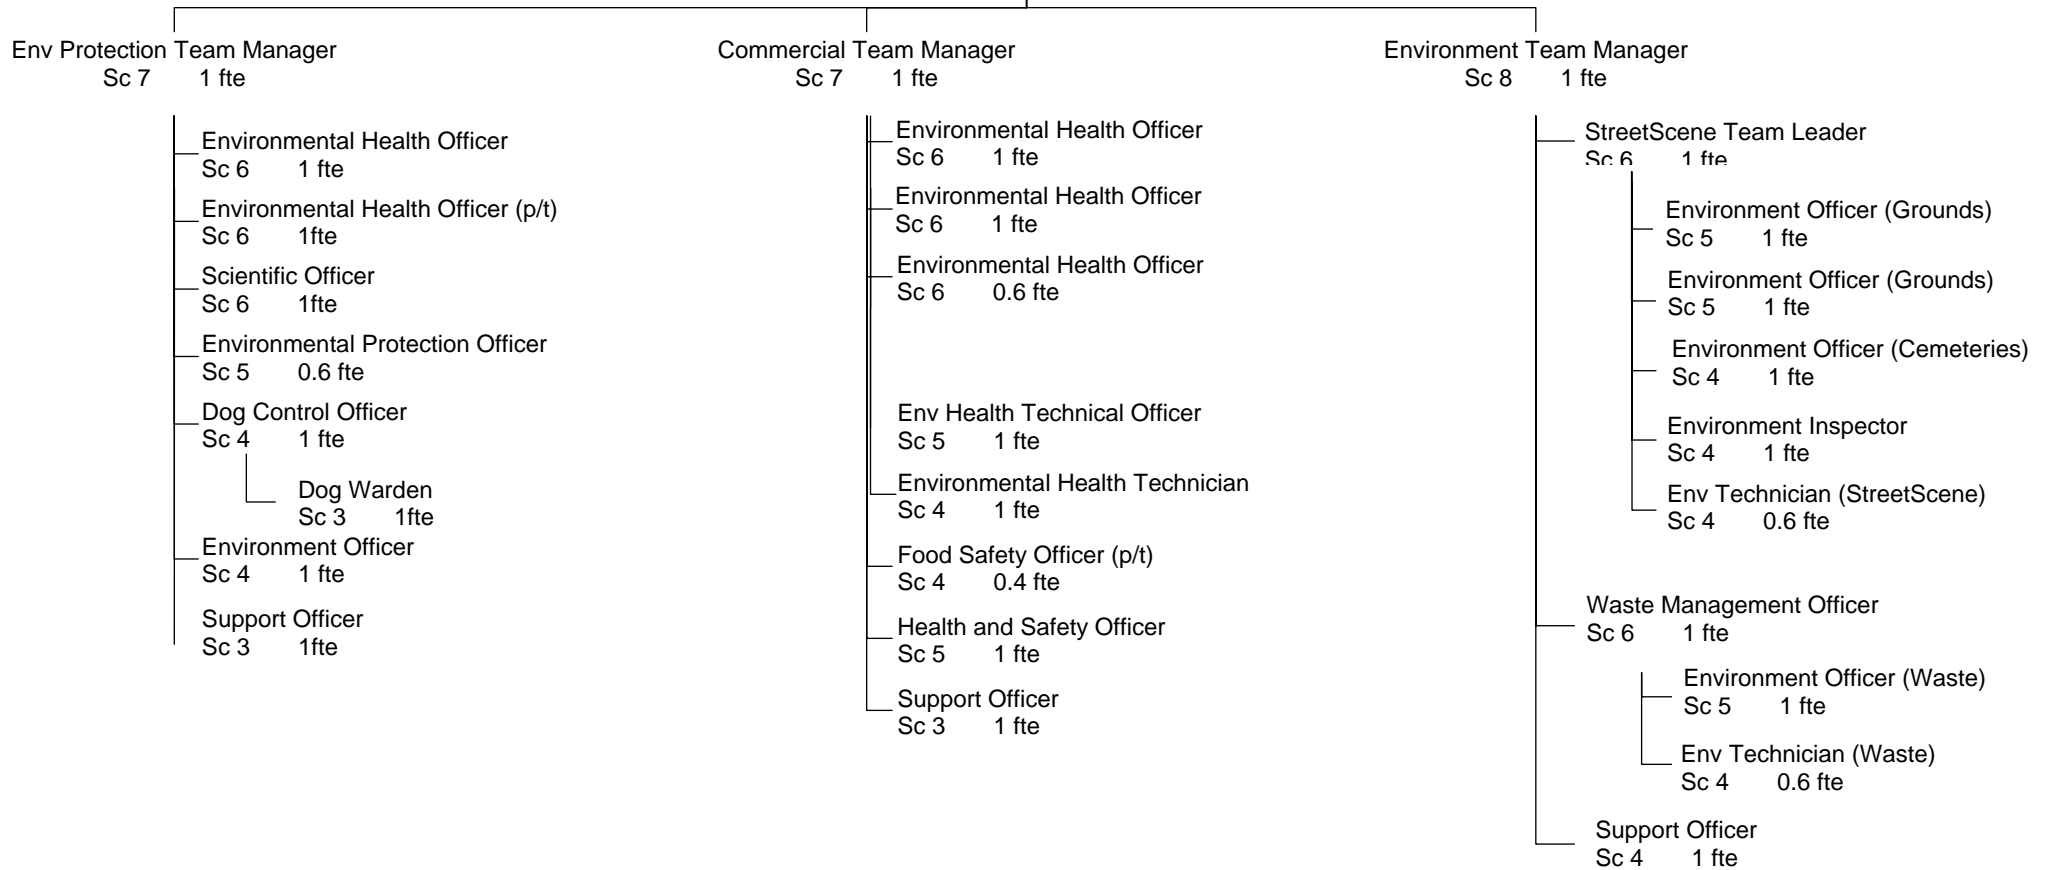 Env Protection Team Manager
Sc 7 1 fte
Environmental Health Officer
Sc 6 1 fte
Environmental Health Officer (p/t)
Sc 6 1fte
Scientific Officer
Sc 6 1fte
Environmental Protection Officer
Sc 5 0.6 fte
Dog Control Officer
Sc 4 1 fte
Dog Warden
Sc 3 1fte
Environment Officer
Sc 4 1 fte
Support Officer
Sc 3 1fte
Commercial Team Manager
Sc 7 1 fte
Environmental Health Officer
Sc 6 1 fte
Environmental Health Officer
Sc 6 1 fte
Environmental Health Officer
Sc 6 0.6 fte
Env Health Technical Officer
Sc 5 1 fte
Environmental Health Technician
Sc 4 1 fte
Food Safety Officer (p/t)
Sc 4 0.4 fte
Health and Safety Officer
Sc 5 1 fte
Support Officer
Sc 3 1 fte
Environment Team Manager
Sc 8 1 fte
StreetScene Team Leader
Sc 6 1 fte
Environment Officer (Grounds)
Sc 5 1 fte
Environment Officer (Grounds)
Sc 5 1 fte
Environment Officer (Cemeteries)
Sc 4 1 fte
Environment Inspector
Sc 4 1 fte
Env Technician (StreetScene)
Sc 4 0.6 fte
Waste Management Officer
Sc 6 1 fte
Environment Officer (Waste)
Sc 5 1 fte
Env Technician (Waste)
Sc 4 0.6 fte
Support Officer
Sc 4 1 fte